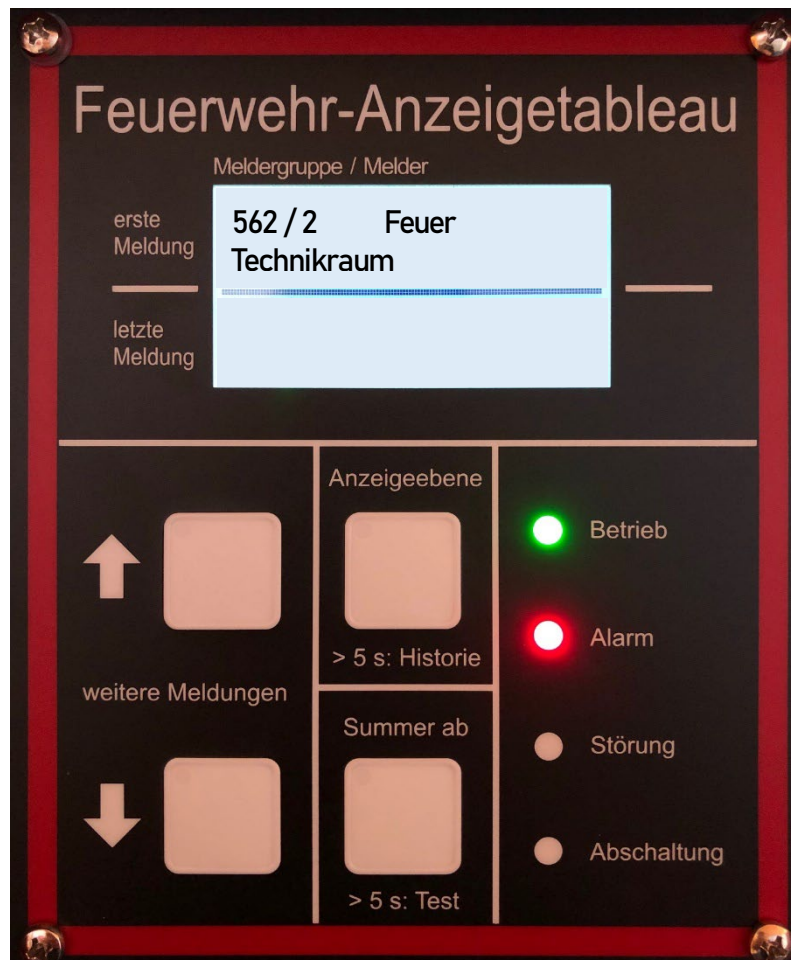 Feuerwehr-Anzeigetableau
Meldergruppe / Melder
erste
Meldung
562 / 2 Feuer
Technikraum
letzte
Meldung
Anzeigeebene
> 5 s: Historie
weitere Meldungen
Summer ab
> 5 s: Test
Betrieb
Alarm
Störung
Abschaltung